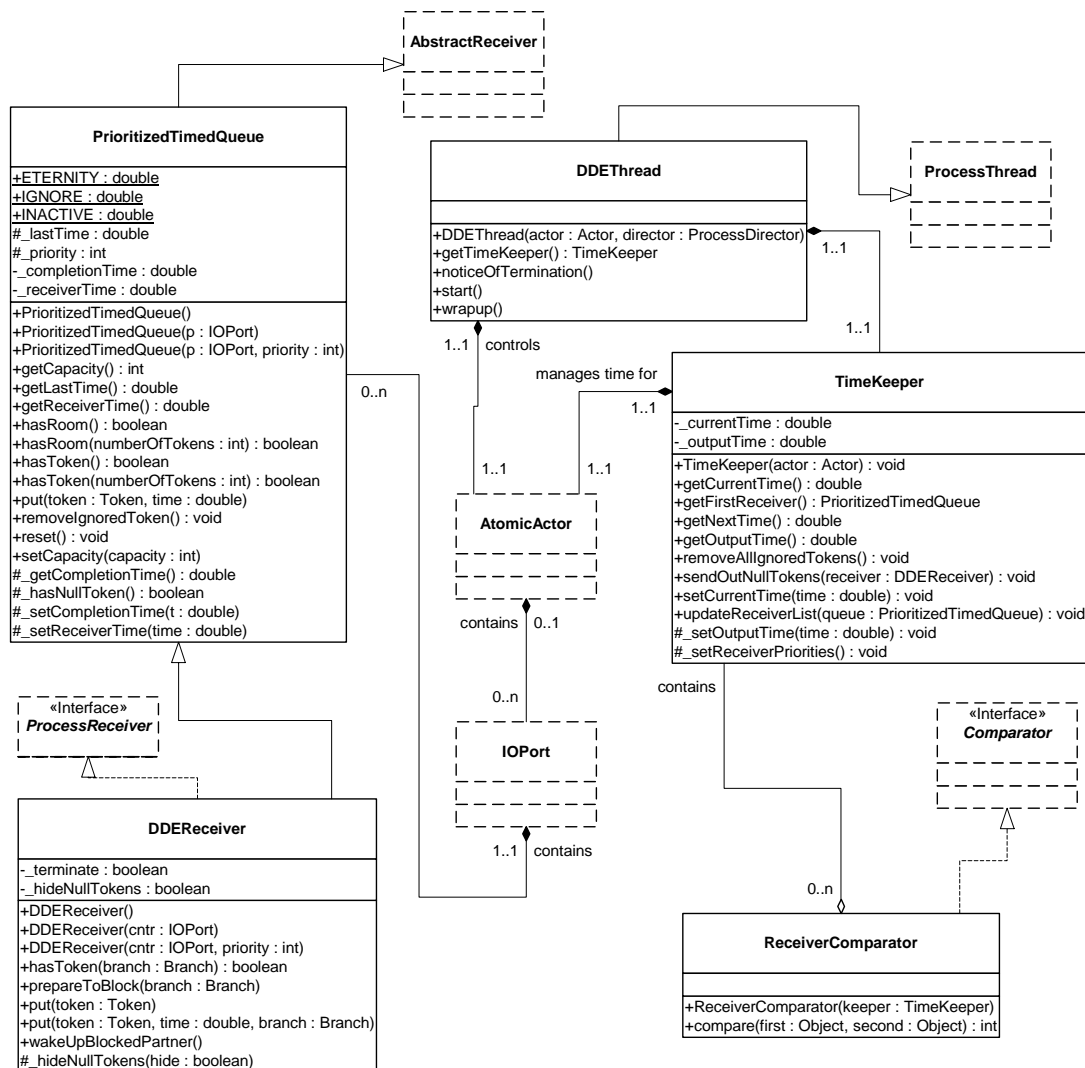 AbstractReceiver
PrioritizedTimedQueue
+ETERNITY : double
+IGNORE : double
+INACTIVE : double
#_lastTime : double
#_priority : int
-_completionTime : double
-_receiverTime : double
+PrioritizedTimedQueue()
+PrioritizedTimedQueue(p : IOPort)
+PrioritizedTimedQueue(p : IOPort, priority : int)
+getCapacity() : int
+getLastTime() : double
+getReceiverTime() : double
+hasRoom() : boolean
+hasRoom(numberOfTokens : int) : boolean
+hasToken() : boolean
+hasToken(numberOfTokens : int) : boolean
+put(token : Token, time : double)
+removeIgnoredToken() : void
+reset() : void
+setCapacity(capacity : int)
#_getCompletionTime() : double
#_hasNullToken() : boolean
#_setCompletionTime(t : double)
#_setReceiverTime(time : double)
0..n
DDEThread
+DDEThread(actor : Actor, director : ProcessDirector)
+getTimeKeeper() : TimeKeeper
+noticeOfTermination()
+start()
+wrapup()
1..1
1..1
controls
1..1
1..1
ProcessThread
manages time for
1..1
1..1
TimeKeeper
-_currentTime : double
-_outputTime : double
+TimeKeeper(actor : Actor) : void
+getCurrentTime() : double
+getFirstReceiver() : PrioritizedTimedQueue
+getNextTime() : double
+getOutputTime() : double
+removeAllIgnoredTokens() : void
+sendOutNullTokens(receiver : DDEReceiver) : void
+setCurrentTime(time : double) : void
+updateReceiverList(queue : PrioritizedTimedQueue) : void
#_setOutputTime(time : double) : void
#_setReceiverPriorities() : void
contains
AtomicActor
contains
0..1
0..n
IOPort
1..1
contains
«Interface»
ProcessReceiver
DDEReceiver
-_terminate : boolean
-_hideNullTokens : boolean
+DDEReceiver()
+DDEReceiver(cntr : IOPort)
+DDEReceiver(cntr : IOPort, priority : int)
+hasToken(branch : Branch) : boolean
+prepareToBlock(branch : Branch)
+put(token : Token)
+put(token : Token, time : double, branch : Branch)
+wakeUpBlockedPartner()
#_hideNullTokens(hide : boolean)
«Interface»
Comparator
0..n
ReceiverComparator
+ReceiverComparator(keeper : TimeKeeper)
+compare(first : Object, second : Object) : int